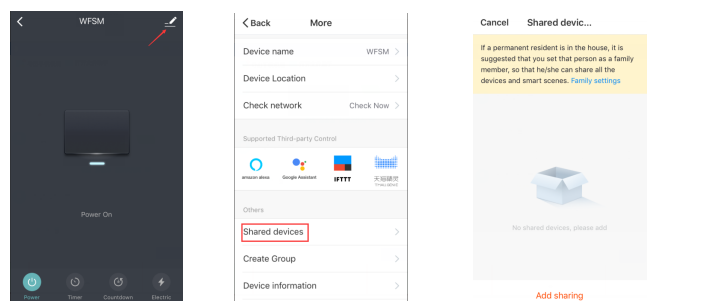 WFSM
Power On
Power
Timer
Countdown
Electric
Back
More
Device name
WFSM
Device Location
Check network
Check Now
Supported Third-party Control
amazon alexa
Google Assistant
IFTTT
天猫精灵
Others
Shared devices
Create Group
Device information
Cancel
Shared devic...
If a permanent resident is in the house, it is
suggested that you set that person as a family
member, so that he/she can share all the
devices and smart scenes. Family settings
No shared devices, please add
Add sharing